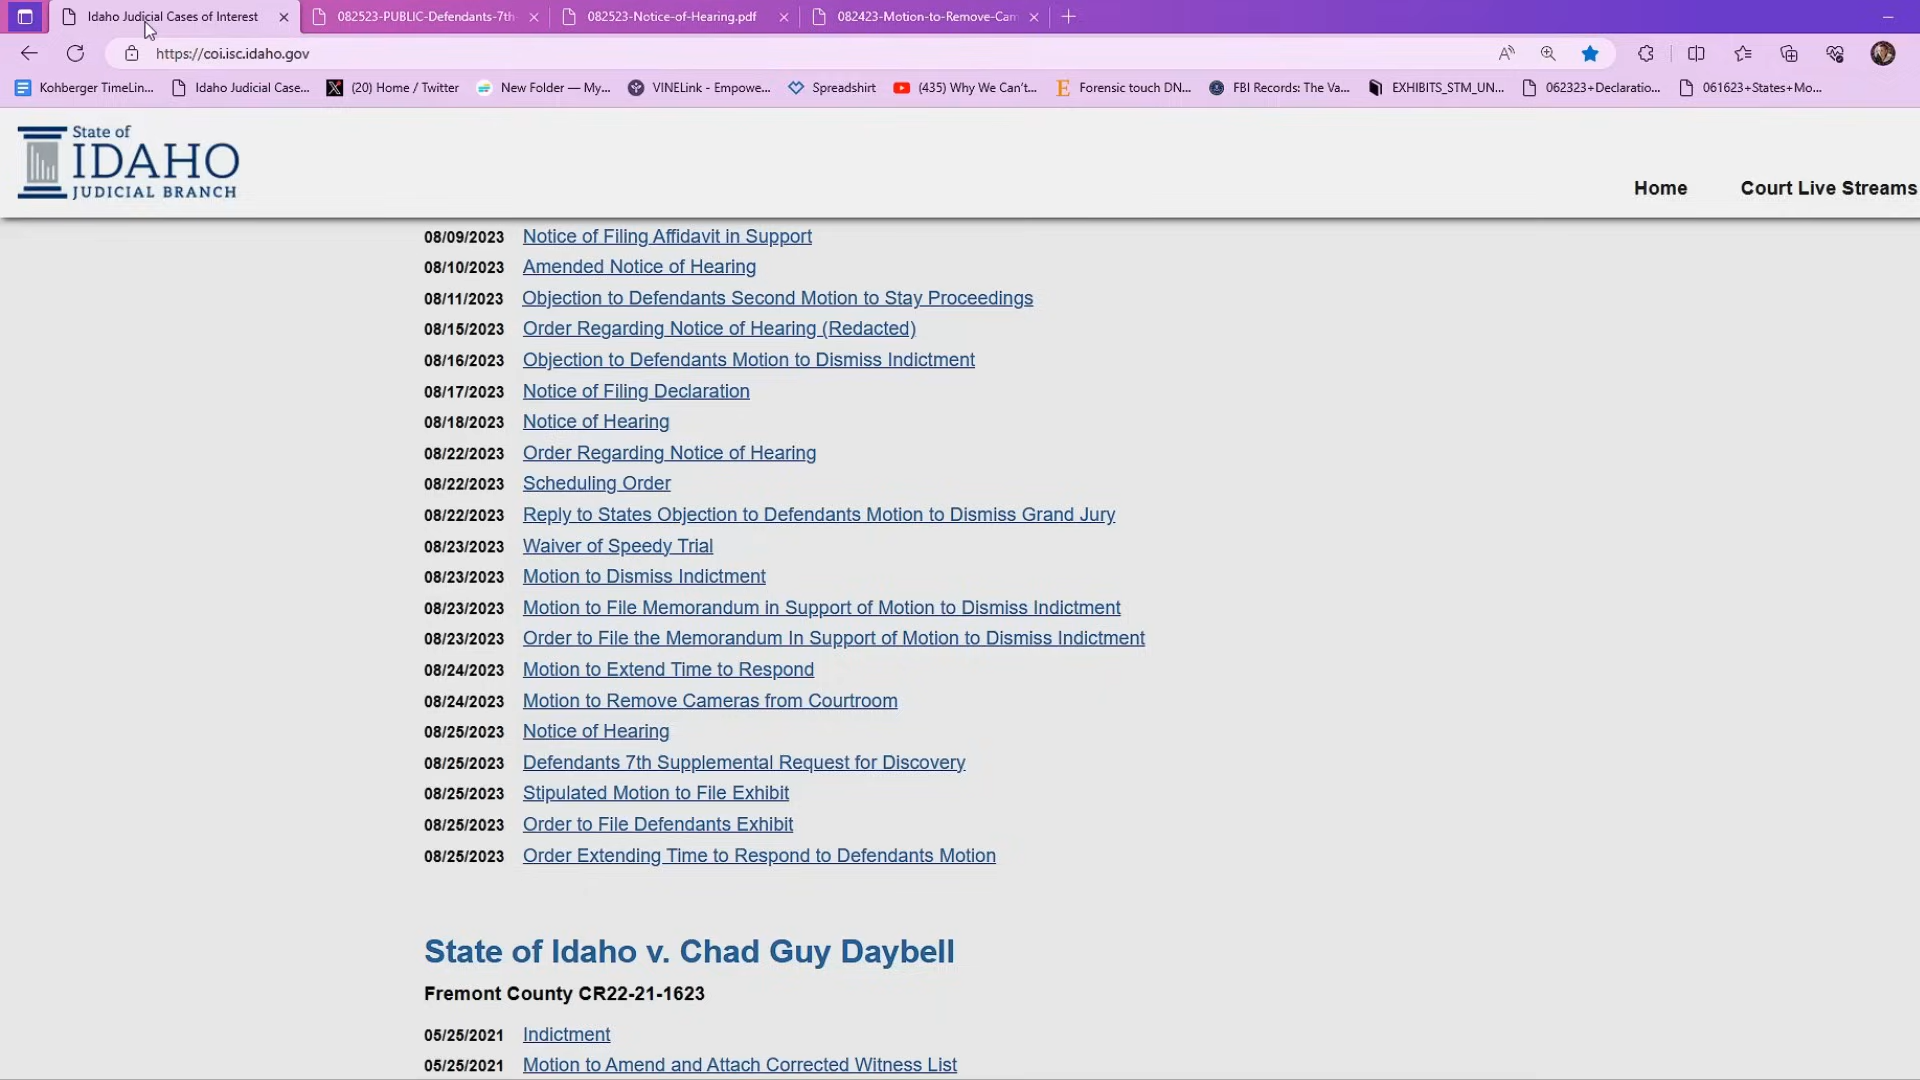 Idaho Judicial Cases of Interest
082523-PUBLIC-Defendants-7th
082523-Notice-of-Hearing.pdf
082423-Motion-to-Remove-Cam
https://coi.isc.idaho.gov
Kohberger TimeLin...
Idaho Judicial Case...
(20) Home / Twitter
New Folder — My...
VINELink - Empowe...
Spreadshirt
(435) Why We Can't...
Forensic touch DN...
FBI Records: The Va...
EXHIBITS_STM_UN...
062323+Declaratio...
061623+States+Mo...
State of
IDAHO
JUDICIAL BRANCH
Home
Court Live Streams
08/09/2023 Notice of Filing Affidavit in Support
08/10/2023 Amended Notice of Hearing
08/11/2023 Objection to Defendants Second Motion to Stay Proceedings
08/15/2023 Order Regarding Notice of Hearing (Redacted)
08/16/2023 Objection to Defendants Motion to Dismiss Indictment
08/17/2023 Notice of Filing Declaration
08/18/2023 Notice of Hearing
08/22/2023 Order Regarding Notice of Hearing
08/22/2023 Scheduling Order
08/22/2023 Reply to States Objection to Defendants Motion to Dismiss Grand Jury
08/23/2023 Waiver of Speedy Trial
08/23/2023 Motion to Dismiss Indictment
08/23/2023 Motion to File Memorandum in Support of Motion to Dismiss Indictment
08/23/2023 Order to File the Memorandum In Support of Motion to Dismiss Indictment
08/24/2023 Motion to Extend Time to Respond
08/24/2023 Motion to Remove Cameras from Courtroom
08/25/2023 Notice of Hearing
08/25/2023 Defendants 7th Supplemental Request for Discovery
08/25/2023 Stipulated Motion to File Exhibit
08/25/2023 Order to File Defendants Exhibit
08/25/2023 Order Extending Time to Respond to Defendants Motion
State of Idaho v. Chad Guy Daybell
Fremont County CR22-21-1623
05/25/2021 Indictment
05/25/2021 Motion to Amend and Attach Corrected Witness List